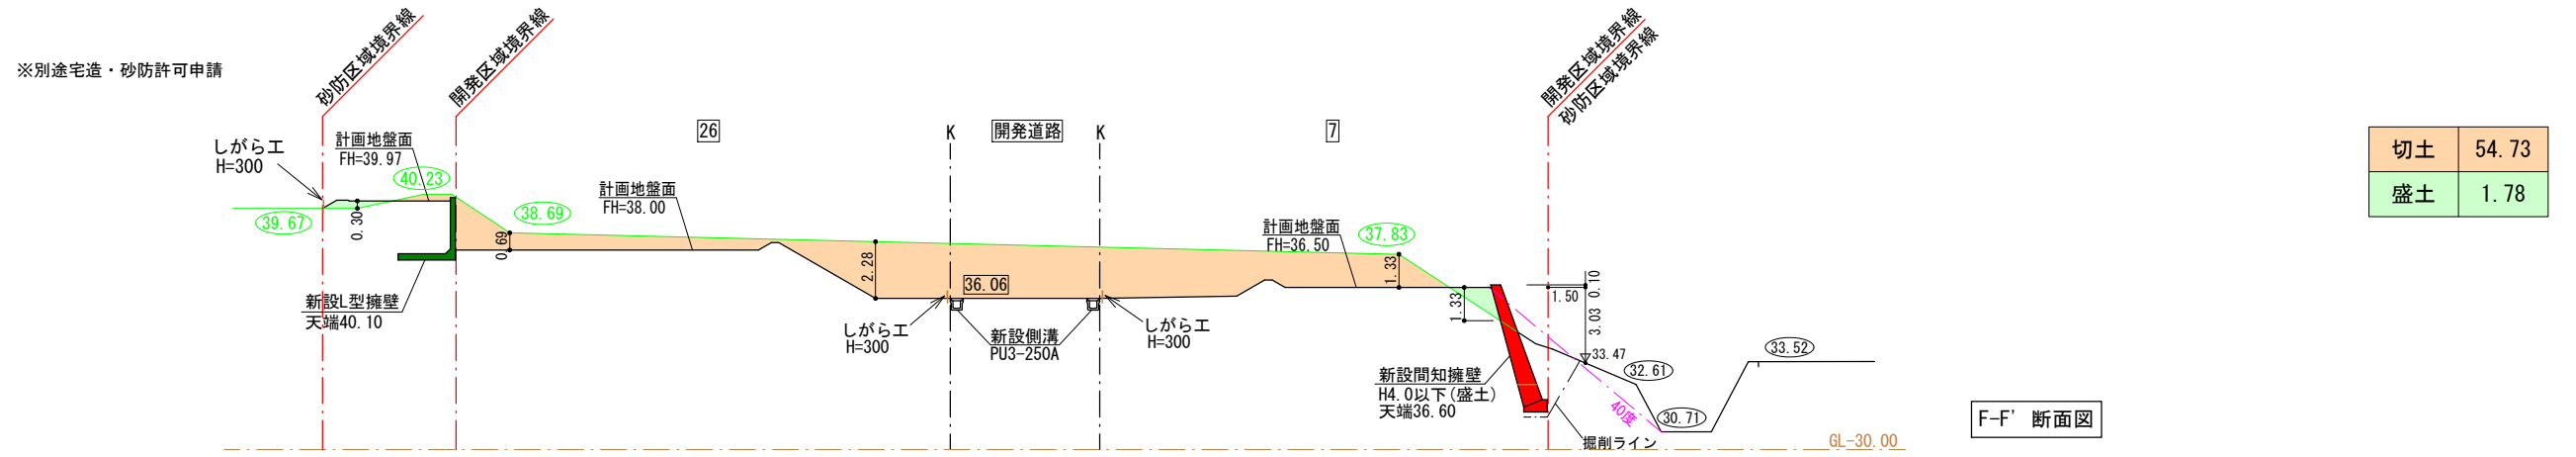 ※別途宅造・砂防許可申請
砂防区域境界線
開発区域境界線
開発区域境界線
砂防区域境界線
しがら工
H=300
計画地盤面
FH=39.97
40.23
39.67
0.30
38.69
0.69
26
計画地盤面
FH=38.00
新設L型擁壁
天端40.10
2.28
K
開発道路
K
36.06
しがら工
H=300
新設側溝
PU3-250A
しがら工
H=300
7
計画地盤面
FH=36.50
37.83
1.33
1.33
1.50
0.10
3.03
33.47
32.61
33.52
30.71
40度
新設間知擁壁
H4.0以下(盛土)
天端36.60
掘削ライン
GL-30.00
切土 54.73
盛土 1.78
F-F' 断面図